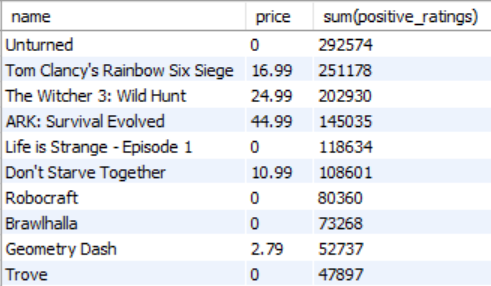 name price sum(positive_ratings)
Unturned 0 292574
Tom Clancy's Rainbow Six Siege 16.99 251178
The Witcher 3: Wild Hunt 24.99 202930
ARK: Survival Evolved 44.99 145035
Life is Strange - Episode 1 0 118634
Don't Starve Together 10.99 108601
Robocraft 0 80360
Brawlhalla 0 73268
Geometry Dash 2.79 52737
Trove 0 47897